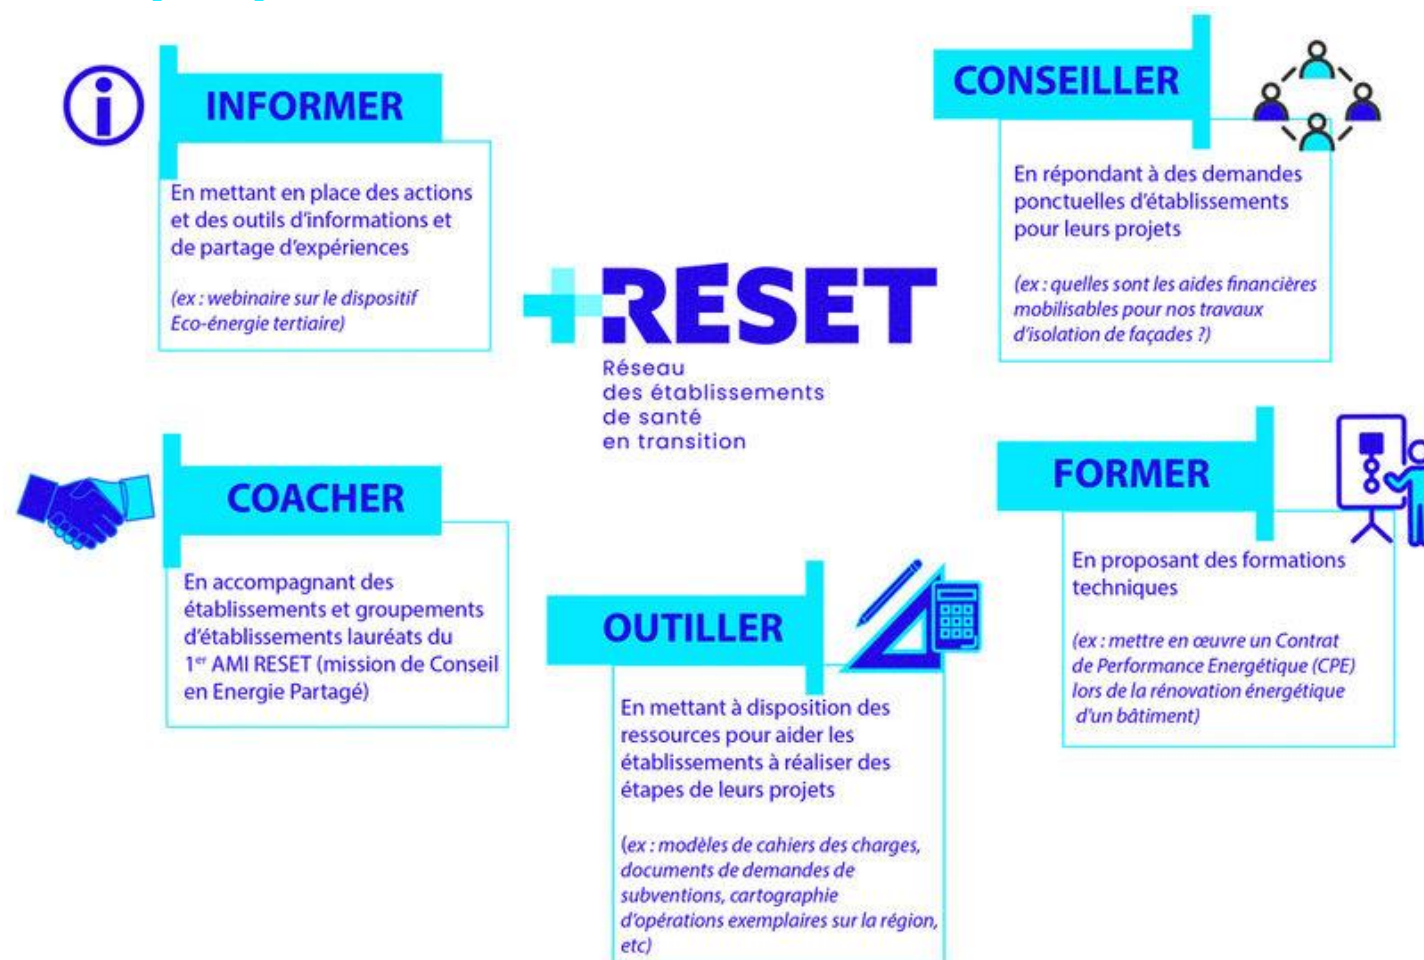 INFORMER
En mettant en place des actions
et des outils d'informations et
de partage d'expériences
(ex : webinaire sur le dispositif
Eco-énergie tertiaire)
CONSEILLER
En répondant à des demandes
ponctuelles d'établissements
pour leurs projets
(ex : quelles sont les aides financières
mobilisables pour nos travaux
d'isolation de façades ?)
+RÉSET
Réseau
des établissements
de santé
en transition
COACHER
En accompagnant des
établissements et groupements
d'établissements lauréats du
1er AMI RESET (mission de Conseil
en Energie Partagé)
OUTILLER
En mettant à disposition des
ressources pour aider les
établissements à réaliser des
étapes de leurs projets
(ex : modèles de cahiers des charges,
documents de demandes de
subventions, cartographie
d'opérations exemplaires sur la région,
etc)
FORMER
En proposant des formations
techniques
(ex : mettre en œuvre un Contrat
de Performance Energétique (CPE)
lors de la rénovation énergétique
d'un bâtiment)